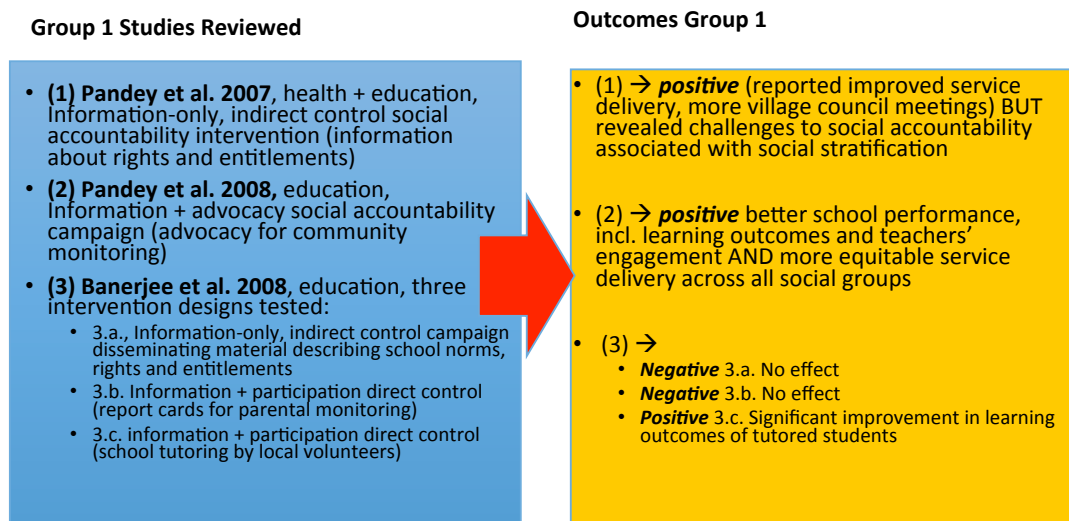 Group 1 Studies Reviewed
• (1) Pandey et al. 2007, health + education,
Information-only, indirect control social
accountability intervention (information
about rights and entitlements)
• (2) Pandey et al. 2008, education,
Information + advocacy social accountability
campaign (advocacy for community
monitoring)
• (3) Banerjee et al. 2008, education, three
intervention designs tested:
• 3.a., Information-only, indirect control campaign
disseminating material describing school norms,
rights and entitlements
• 3.b. Information + participation direct control
(report cards for parental monitoring)
• 3.c. information + participation direct control
(school tutoring by local volunteers)
Outcomes Group 1
• (1) → positive (reported improved service
delivery, more village council meetings) BUT
revealed challenges to social accountability
associated with social stratification
• (2) → positive better school performance,
incl. learning outcomes and teachers’
engagement AND more equitable service
delivery across all social groups
• (3) →
• Negative 3.a. No effect
• Negative 3.b. No effect
• Positive 3.c. Significant improvement in learning
outcomes of tutored students